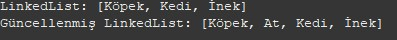 LinkedList: [Köpek, Kedi, İnek]
Güncellenmiş LinkedList: [Köpek, At, Kedi, İnek]